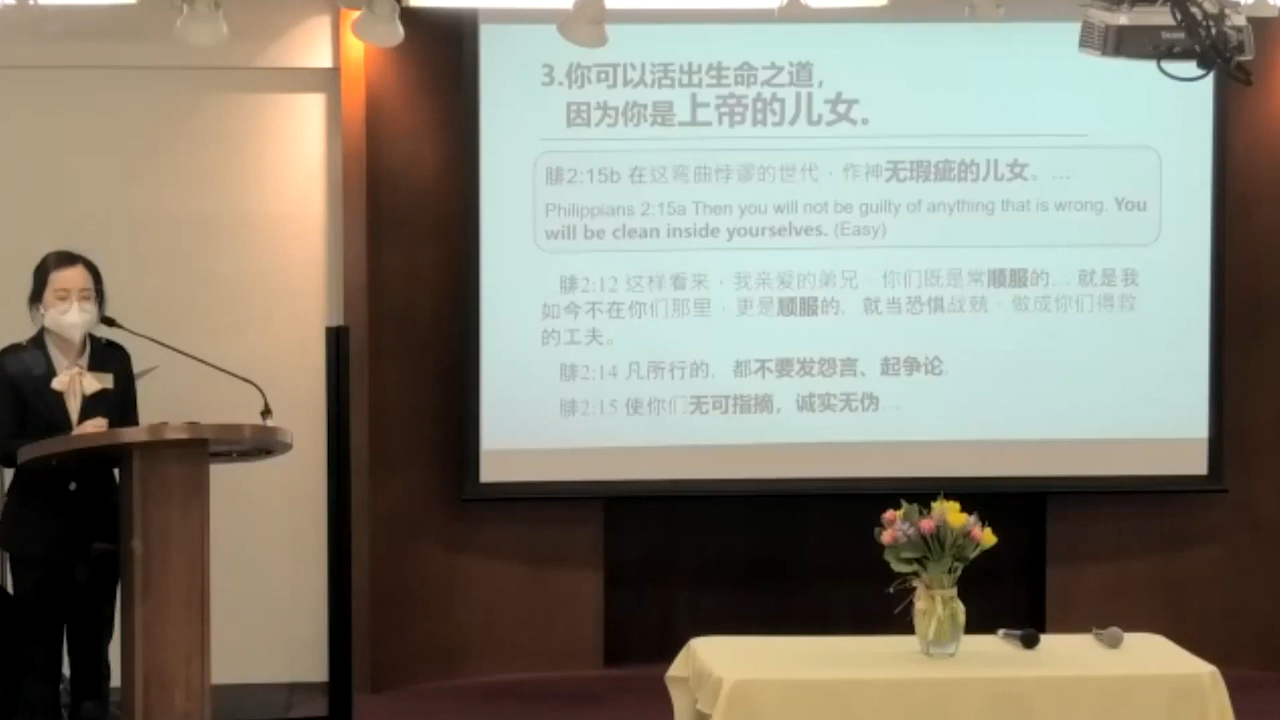 3.你可以活出生命之道，
因为你是上帝的儿女。
腓2:15b 在这弯曲悖谬的世代，作神无瑕疵的儿女。...
Philippians 2:15a Then you will not be guilty of anything that is wrong. You
will be clean inside yourselves. (Easy)
腓2:12 这样看来，我亲爱的弟兄，你们既是常顺服的... 就是我
如今不在你们那里，更是顺服的，就当恐惧战兢，做成你们得救
的工夫。
腓2:14 凡所行的，都不要发怨言、起争论，
腓2:15 使你们无可指摘，诚实无伪...